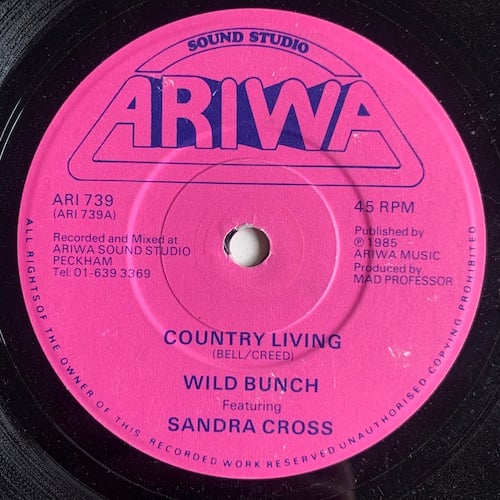 SOUND STUDIO
ARIWA
ARI 739
(ARI 739A)
Recorded and Mixed at
ARIWA SOUND STUDIO
PECKHAM
Tel: 01-639 3369
45 RPM
Published by
℗ 1985
ARIWA MUSIC
Produced by
MAD PROFESSOR
COUNTRY LIVING
(BELL/CREED)
WILD BUNCH
Featuring
SANDRA CROSS
ALL RIGHTS OF THE OWNER OF THIS RECORDED WORK RESERVED UNAUTHORISED COPYING PROHIBITED